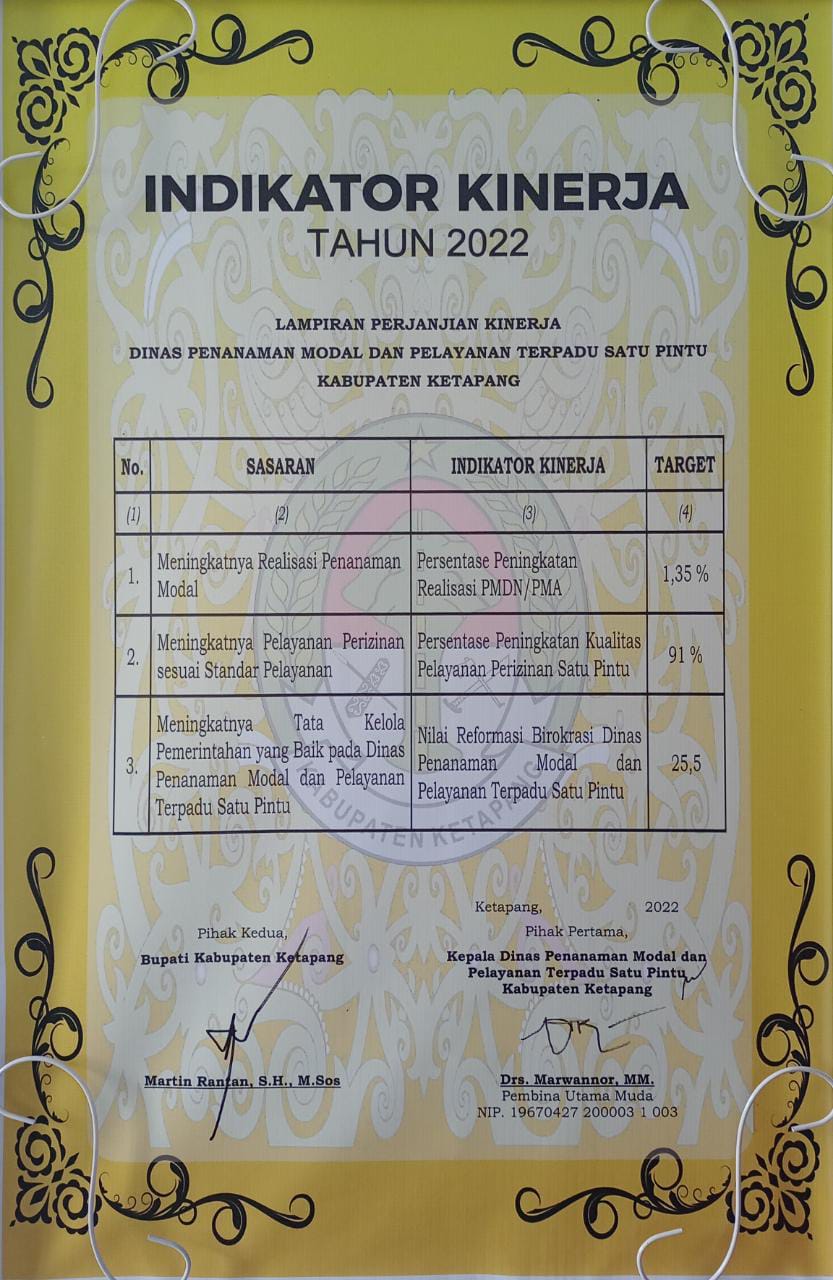 INDIKATOR KINERJA
TAHUN 2022
LAMPIRAN PERJANJIAN KINERJA
DINAS PENANAMAN MODAL DAN PELAYANAN TERPADU SATU PINTU
KABUPATEN KETAPANG
No. SASARAN INDIKATOR KINERJA TARGET
(1) (2) (3) (4)
1. Meningkatnya Realisasi Penanaman
Modal
Persentase Peningkatan
Realisasi PMDN/PMA
1,35 %
2. Meningkatnya Pelayanan Perizinan
sesuai Standar Pelayanan
Persentase Peningkatan Kualitas
Pelayanan Perizinan Satu Pintu
91 %
3. Meningkatnya Tata Kelola
Pemerintahan yang Baik pada Dinas
Penanaman Modal dan Pelayanan
Terpadu Satu Pintu
Nilai Reformasi Birokrasi Dinas
Penanaman Modal dan
Pelayanan Terpadu Satu Pintu
25,5
KABUPATEN KETAPANG
Pihak Kedua,
Bupati Kabupaten Ketapang
Martin Rantan, S.H., M.Sos
Ketapang, 2022
Pihak Pertama,
Kepala Dinas Penanaman Modal dan
Pelayanan Terpadu Satu Pintu
Kabupaten Ketapang
Drs. Marwannor, MM.
Pembina Utama Muda
NIP. 19670427 200003 1 003